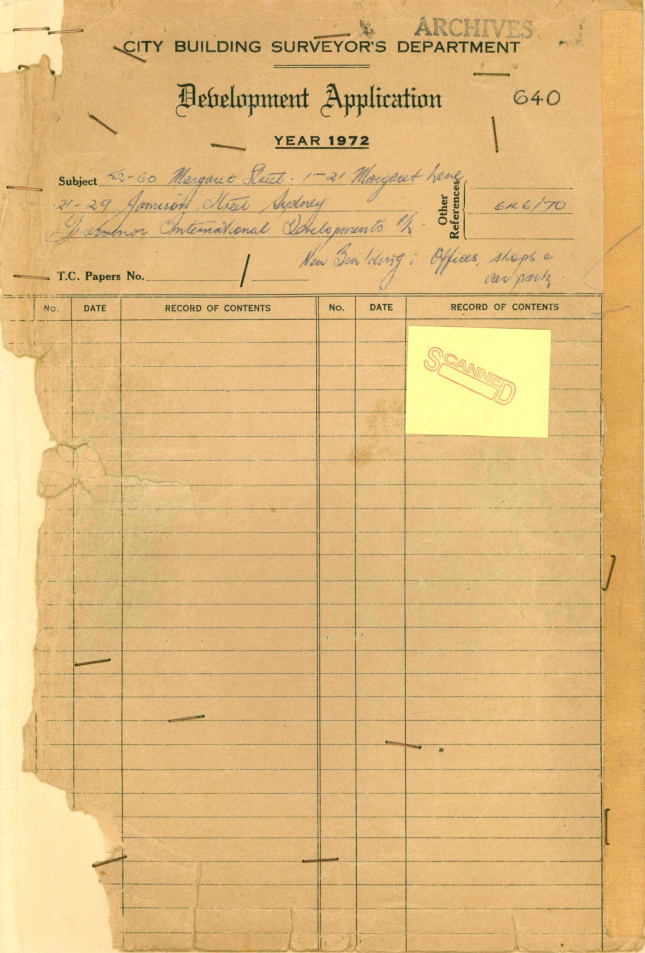 ARCHIVES
CITY BUILDING SURVEYOR'S DEPARTMENT
Development Application
640
YEAR 1972
Subject 52-60 Margaret Street. 1-21 Margaret Lane
21-29 Jamison Street Sydney
Grosvenor International Developments P/L.
Other References
646/70
New Building: Offices, shops &
car park.
T.C. Papers No.
No. DATE RECORD OF CONTENTS No. DATE RECORD OF CONTENTS
SCANNED